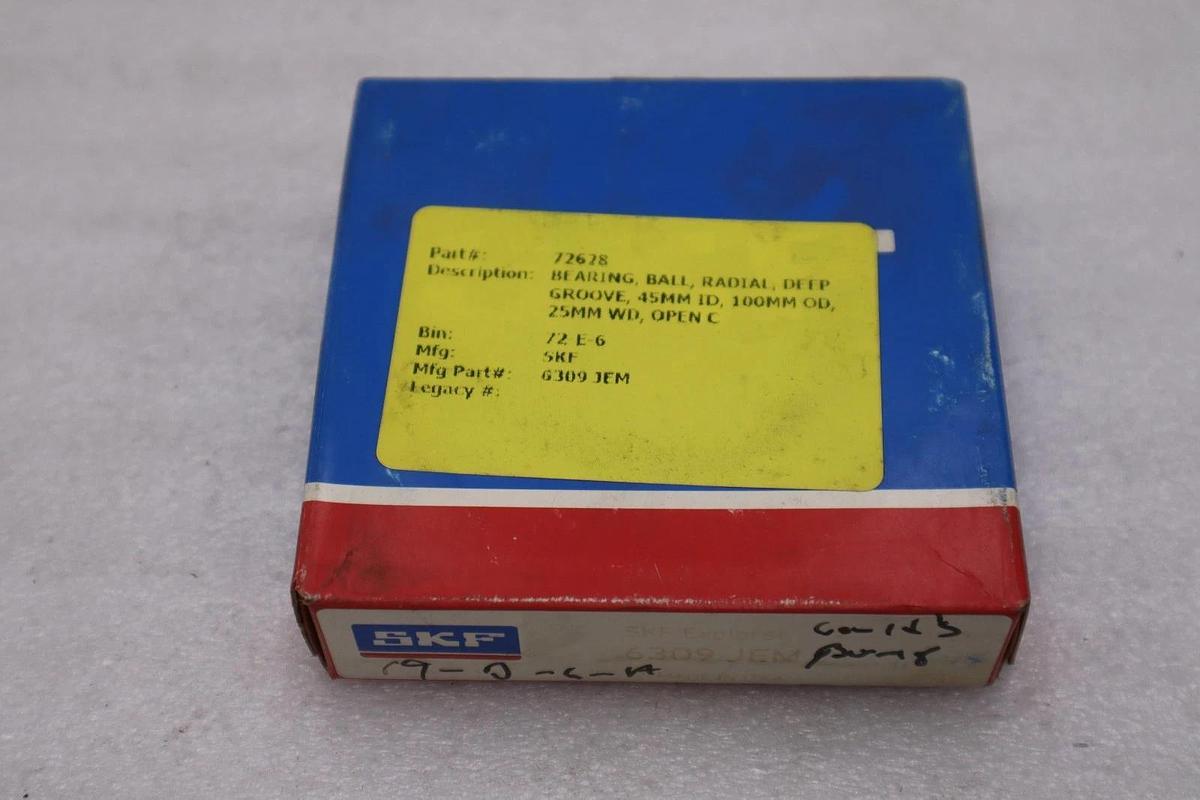 Part#: 72628
Description: BEARING, BALL, RADIAL, DEEP
GROOVE, 45MM ID, 100MM OD,
25MM WD, OPEN C
Bin: 72 E-6
Mfg: SKF
Mfg Part#: 6309 JEM
Legacy #:
SKF
SKF Explorer
6309 JEM